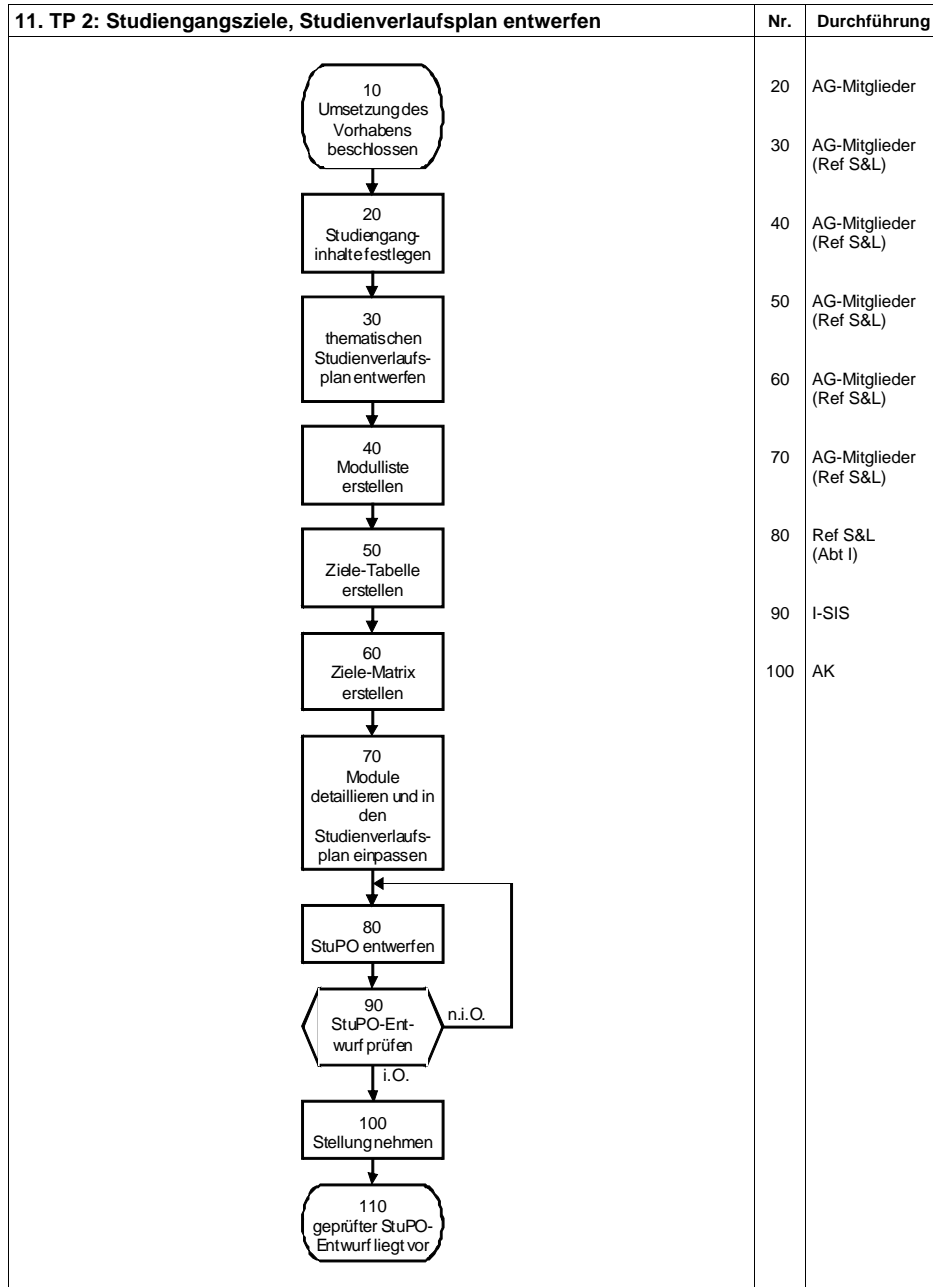 11. TP 2: Studiengangsziele, Studienverlaufsplan entwerfen
Nr.
Durchführung
10
Umsetzung des
Vorhabens
beschlossen
20
Studiengang-
inhalte festlegen
30
thematischen
Studienverlaufs-
plan entwerfen
40
Modulliste
erstellen
50
Ziele-Tabelle
erstellen
60
Ziele-Matrix
erstellen
70
Module
detaillieren und in
den
Studienverlaufs-
plan einpassen
80
StuPO entwerfen
90
StuPO-Ent-
wurf prüfen
n.i.O.
i.O.
100
Stellung nehmen
110
geprüfter StuPO-
Entwurf liegt vor
20 AG-Mitglieder
30 AG-Mitglieder
(Ref S&L)
40 AG-Mitglieder
(Ref S&L)
50 AG-Mitglieder
(Ref S&L)
60 AG-Mitglieder
(Ref S&L)
70 AG-Mitglieder
(Ref S&L)
80 Ref S&L
(Abt I)
90 I-SIS
100 AK